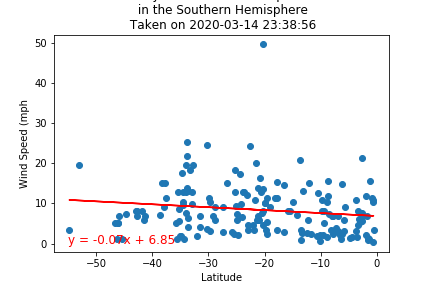 in the Southern Hemisphere
Taken on 2020-03-14 23:38:56
50
40
30
20
10
0
Wind Speed (mph
y = -0.07x + 6.85
−50
−40
−30
−20
−10
0
Latitude